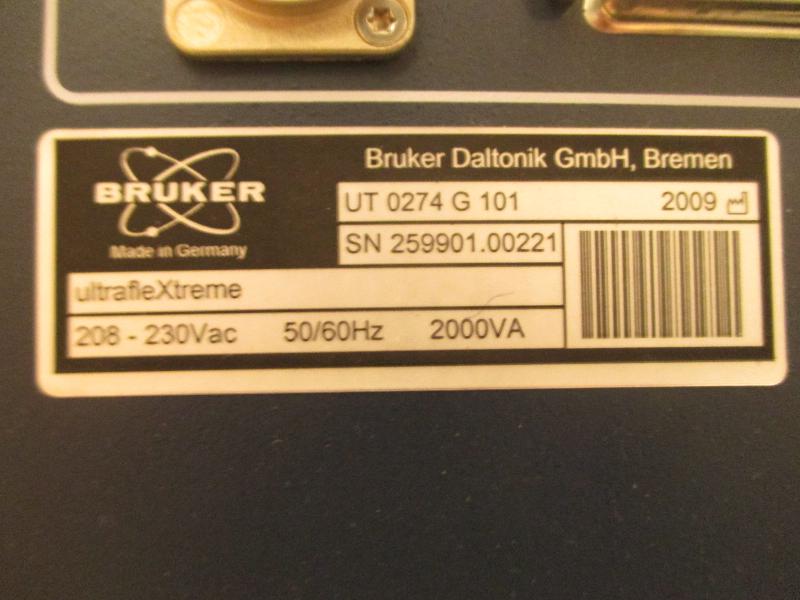 Bruker Daltonik GmbH, Bremen
BRUKER
Made in Germany
UT 0274 G 101 2009
SN 259901.00221
ultrafleXtreme
208 - 230Vac 50/60Hz 2000VA